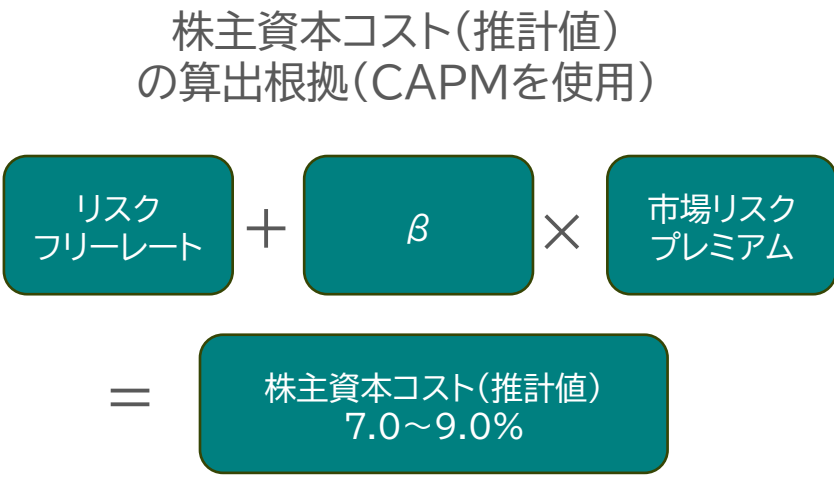 株主資本コスト(推計値)
の算出根拠(CAPMを使用)
リスク
フリーレート
+
β
×
市場リスク
プレミアム
=
株主資本コスト(推計値)
7.0～9.0%